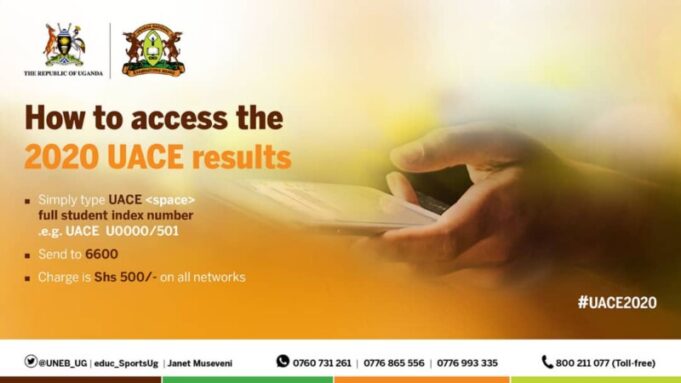 THE REPUBLIC OF UGANDA
How to access the
2020 UACE results
Simply type UACE <space>
full student index number
.e.g. UACE U0000/501
Send to 6600
Charge is Shs 500/- on all networks
#UACE2020
@UNEB_UG | educ_SportsUg | Janet Museveni
0760 731 261 | 0776 865 556 | 0776 993 335
800 211 077 (Toll-free)